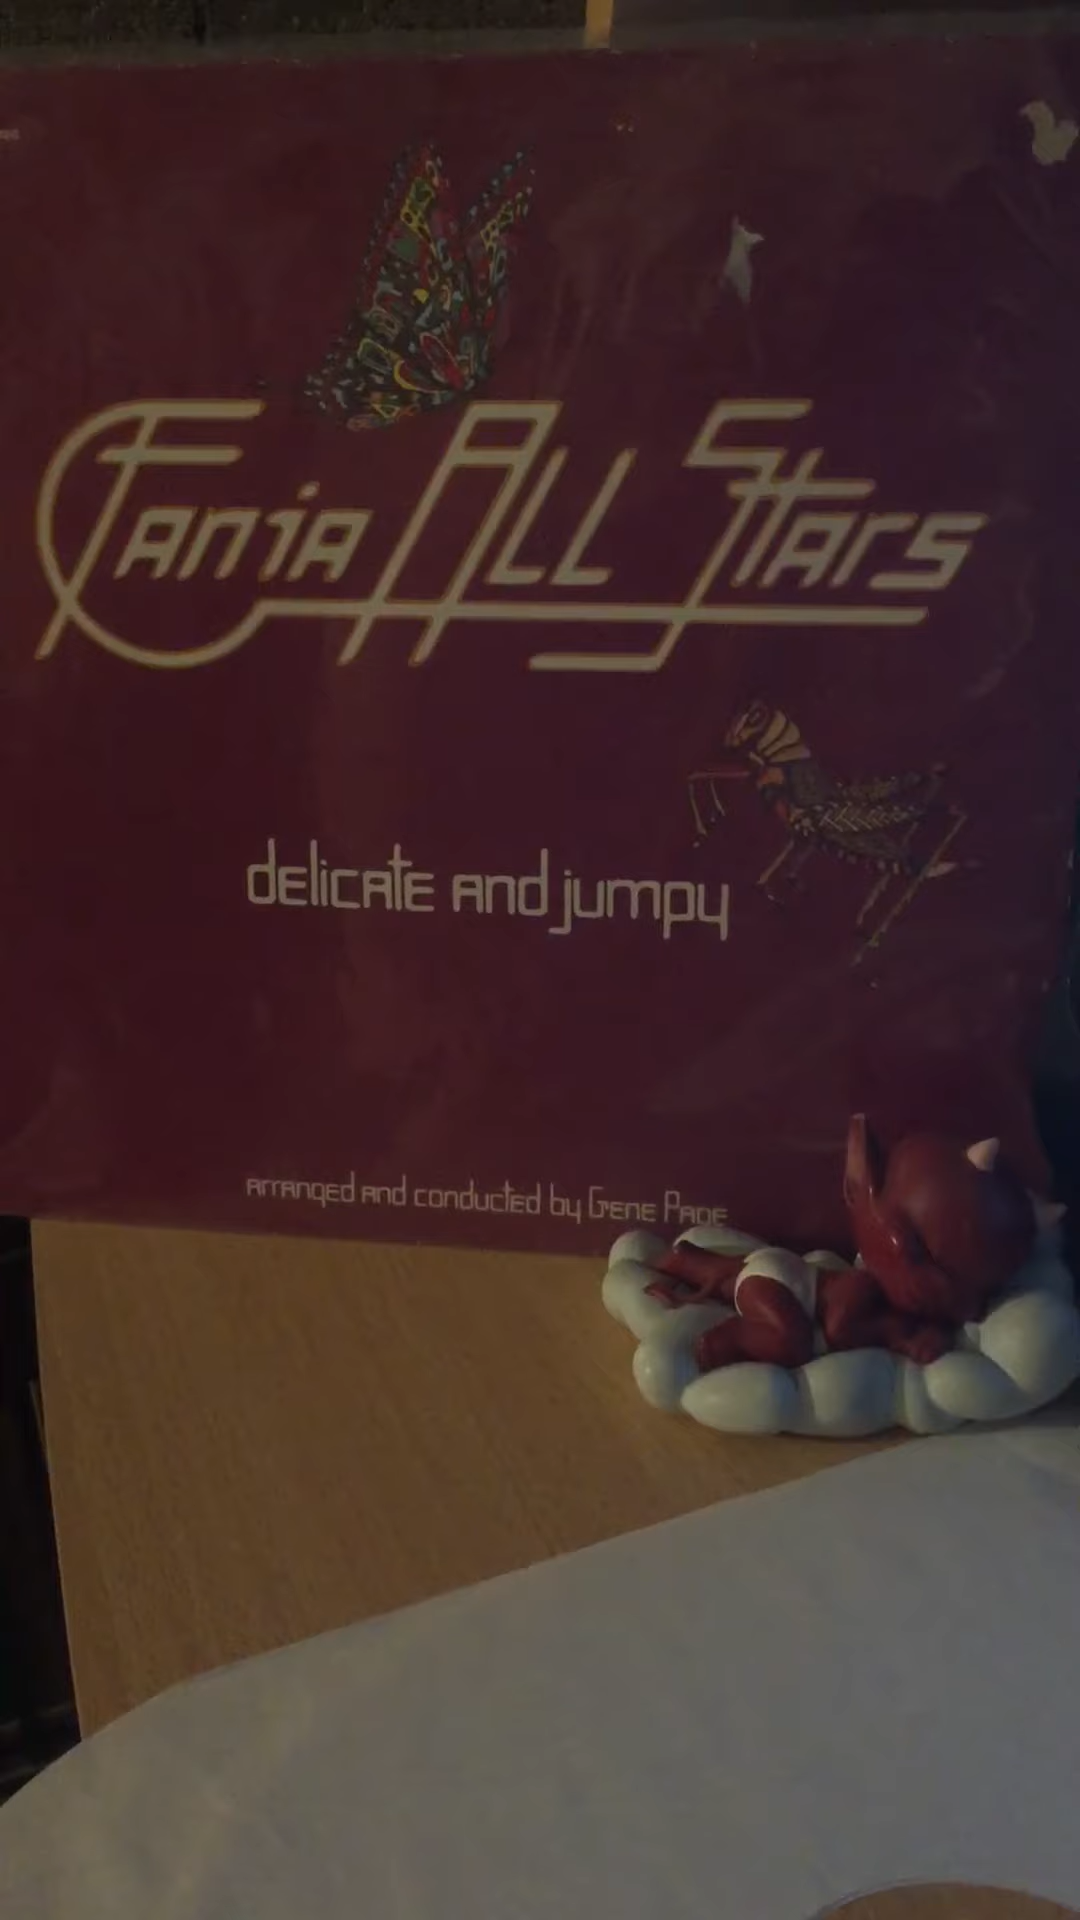 Fania All Stars
delicate and jumpy
arranged and conducted by Gene Page